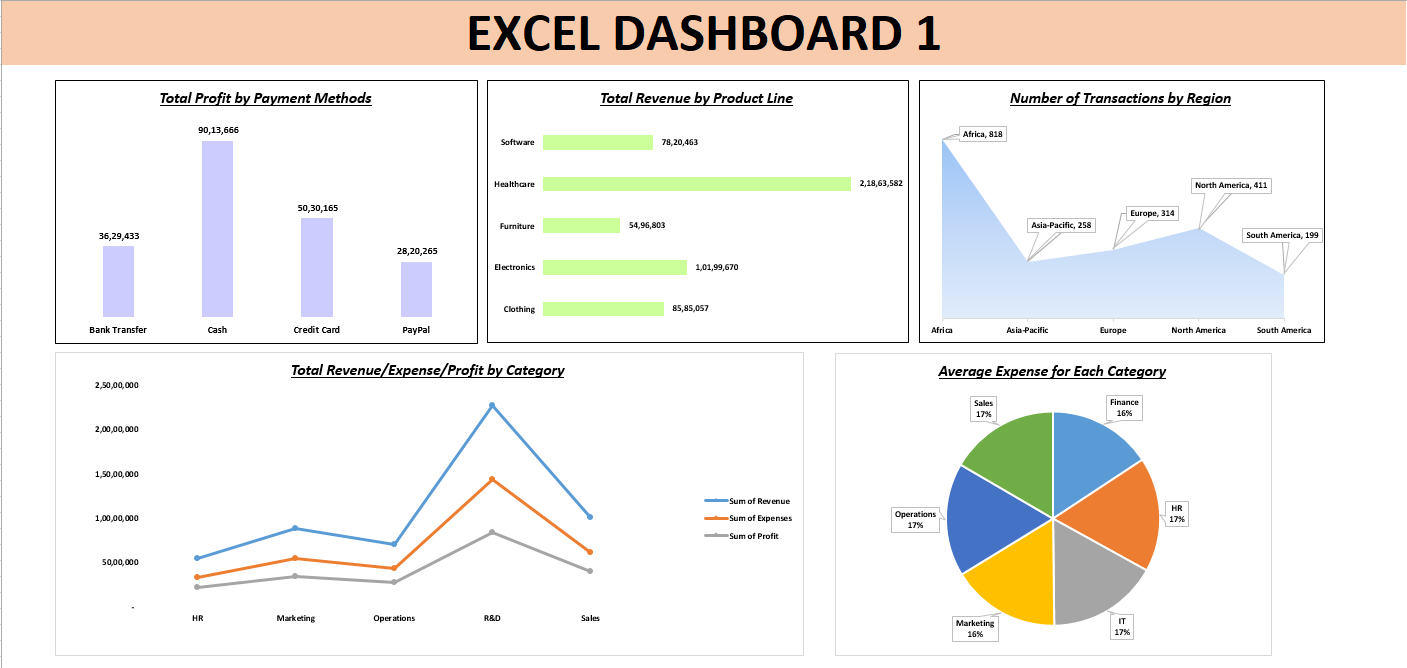 EXCEL DASHBOARD 1
Total Profit by Payment Methods
90,13,666
50,30,165
36,29,433
28,20,265
Bank Transfer Cash Credit Card PayPal
Total Revenue by Product Line
Software 78,20,463
Healthcare 2,18,63,582
Furniture 54,96,803
Electronics 1,01,99,670
Clothing 85,85,057
Number of Transactions by Region
Africa, 818
North America, 411
Europe, 314
Asia-Pacific, 258
South America, 199
Africa Asia-Pacific Europe North America South America
Total Revenue/Expense/Profit by Category
2,50,00,000
2,00,00,000
1,50,00,000
1,00,00,000
50,00,000
-
HR Marketing Operations R&D Sales
Sum of Revenue
Sum of Expenses
Sum of Profit
Average Expense for Each Category
Sales
17%
Finance
16%
HR
17%
Operations
17%
Marketing
16%
IT
17%